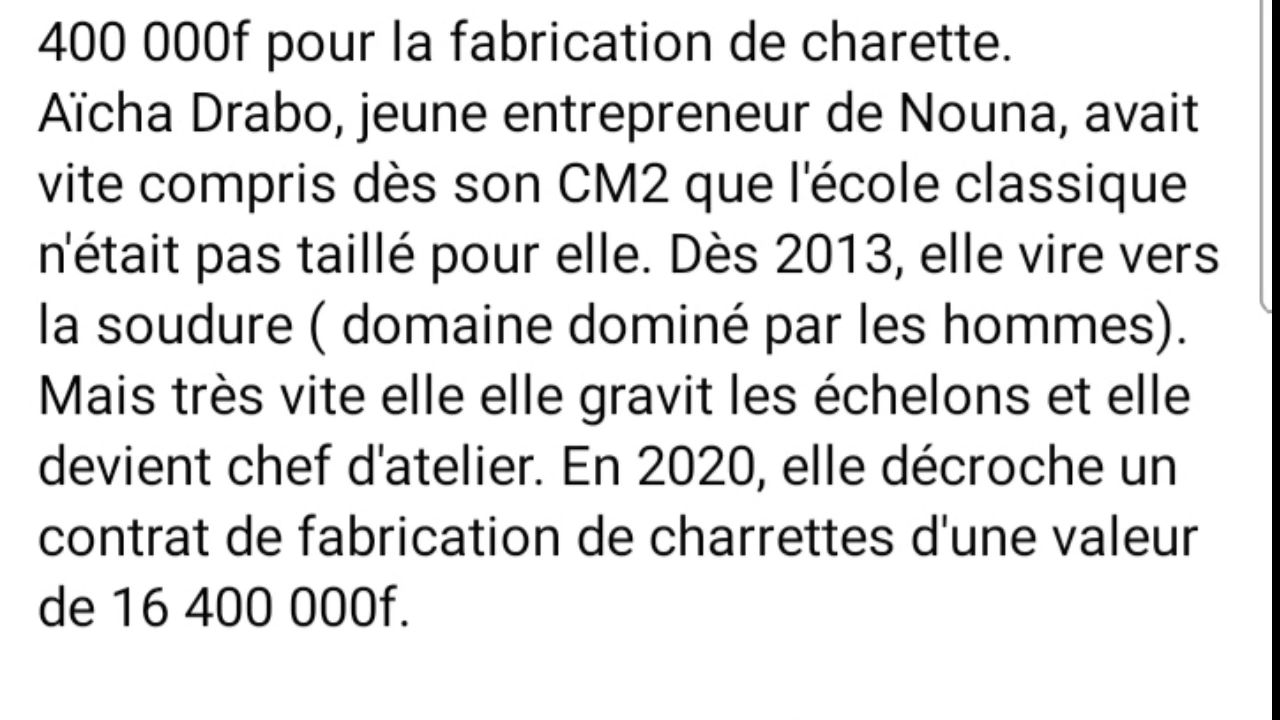 400 000f pour la fabrication de charette.
Aïcha Drabo, jeune entrepreneur de Nouna, avait
vite compris dès son CM2 que l'école classique
n'était pas taillé pour elle. Dès 2013, elle vire vers
la soudure ( domaine dominé par les hommes).
Mais très vite elle elle gravit les échelons et elle
devient chef d'atelier. En 2020, elle décroche un
contrat de fabrication de charrettes d'une valeur
de 16 400 000f.